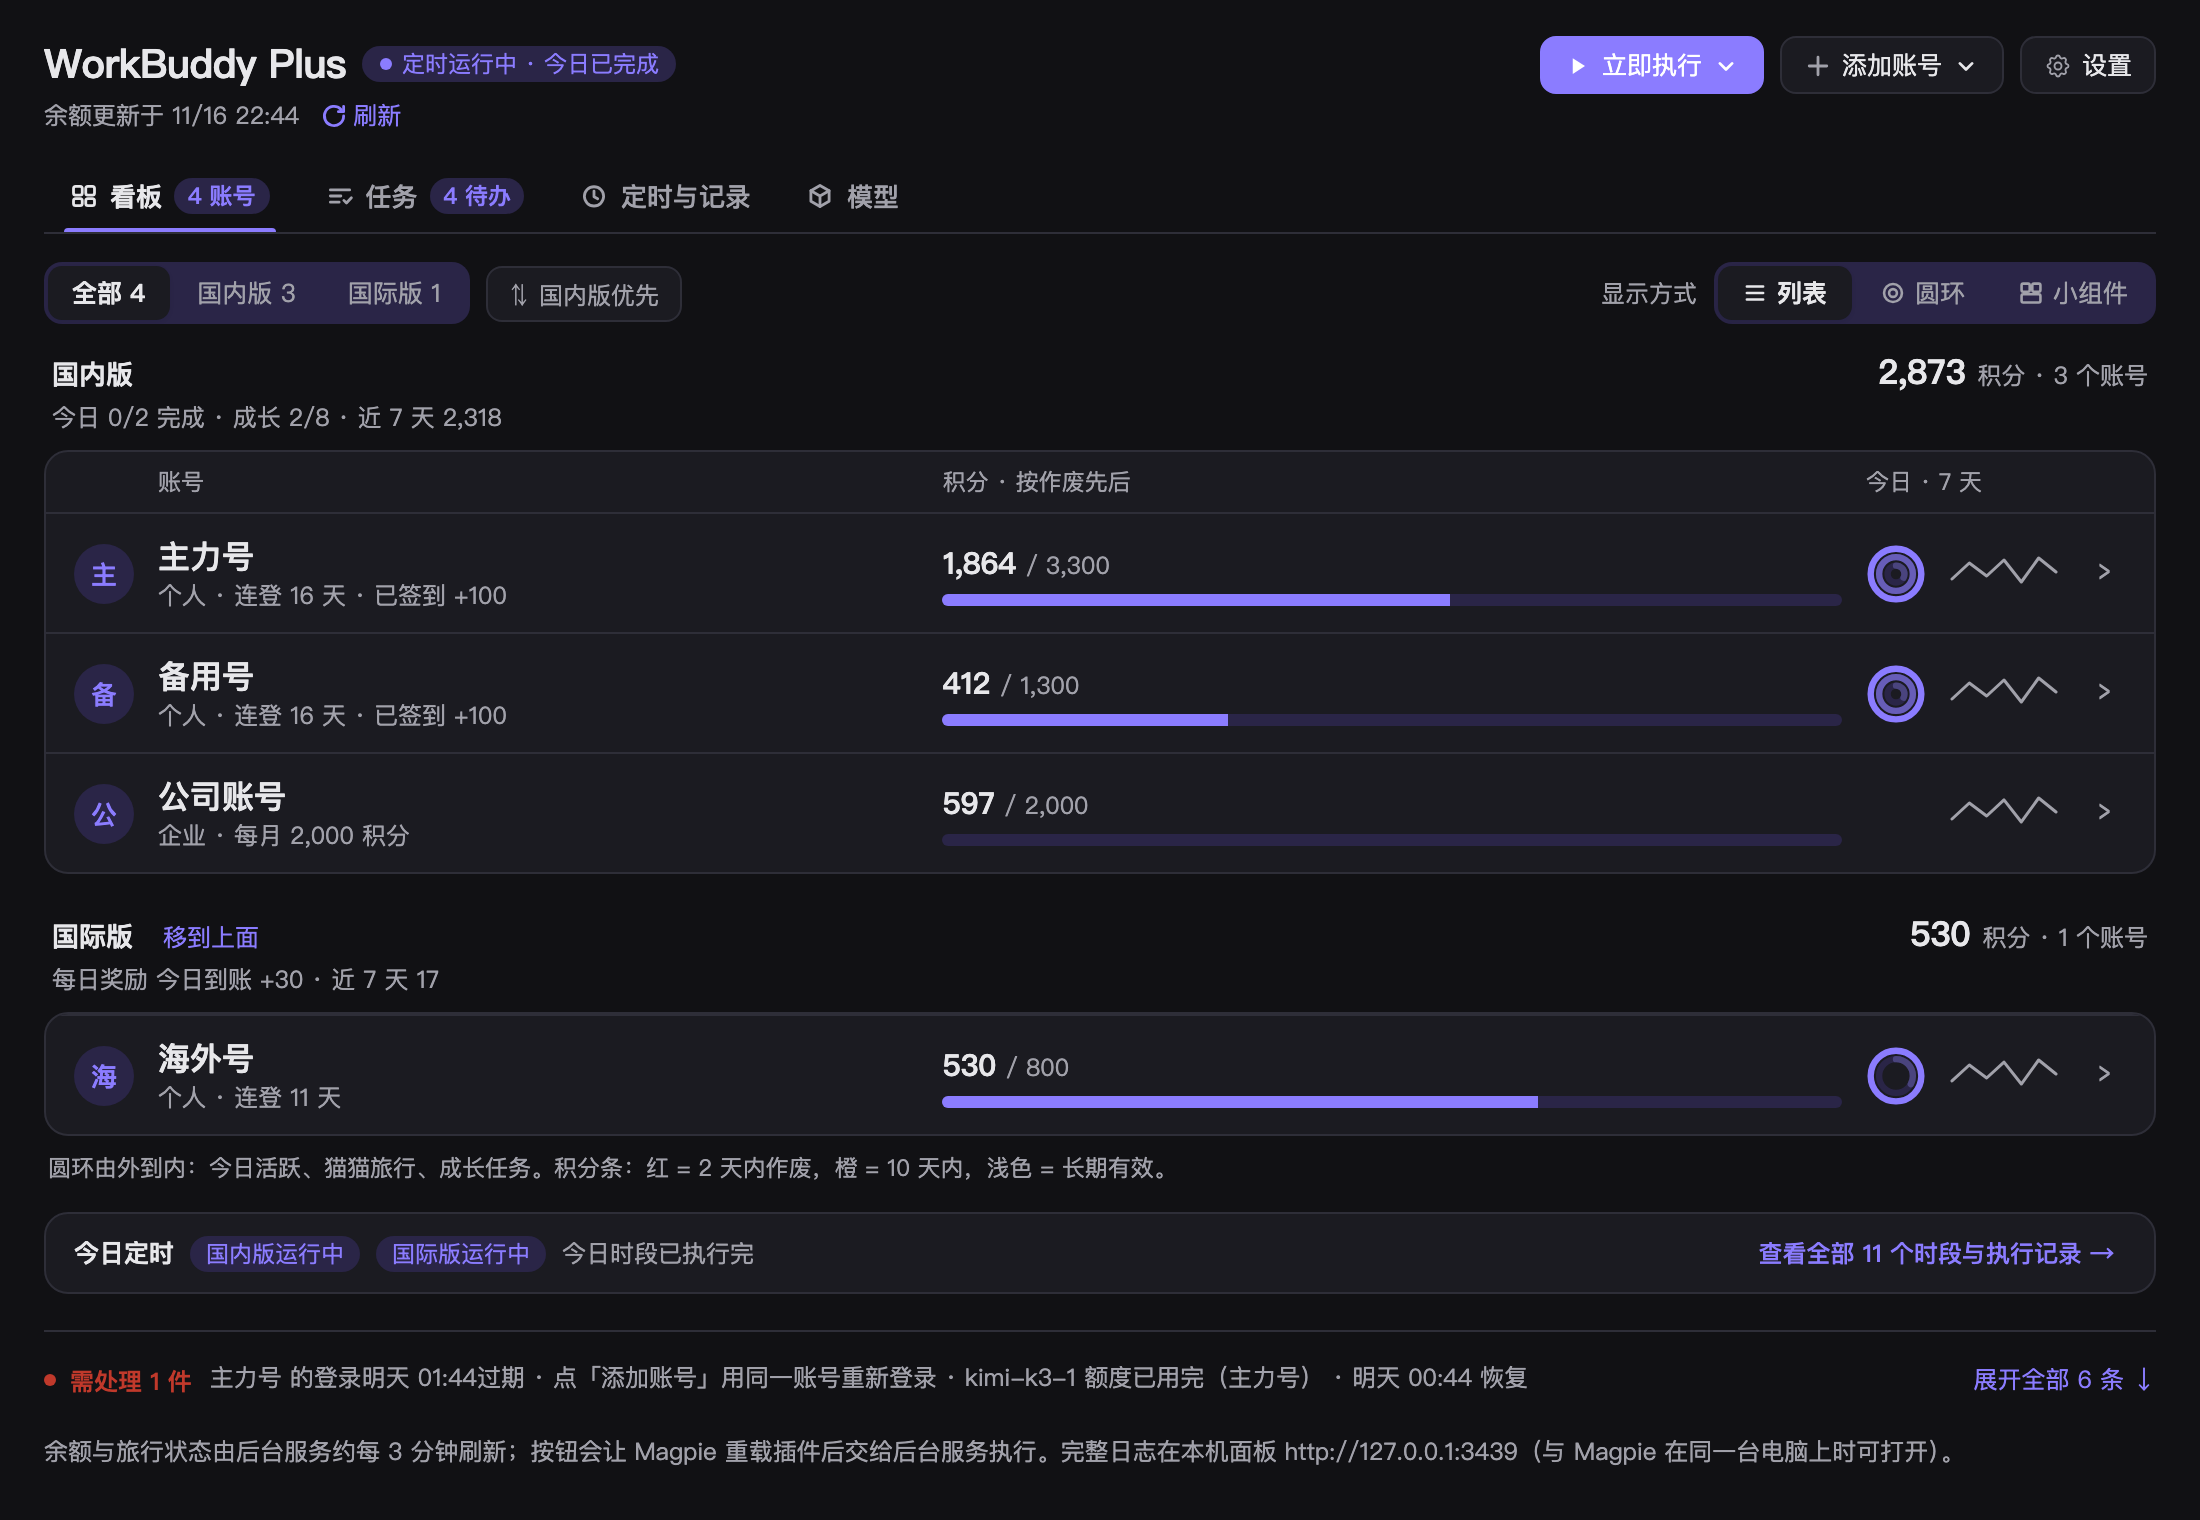 WorkBuddy Plus
定时运行中 · 今日已完成
立即执行
添加账号
设置
余额更新于 11/16 22:44
刷新
看板 4 账号
任务 4 待办
定时与记录
模型
全部 4
国内版 3
国际版 1
国内版优先
显示方式
列表
圆环
小组件
国内版
2,873 积分 · 3 个账号
今日 0/2 完成 · 成长 2/8 · 近 7 天 2,318
账号
积分 · 按作废先后
今日 · 7 天
主
主力号
个人 · 连登 16 天 · 已签到 +100
1,864 / 3,300
备
备用号
个人 · 连登 16 天 · 已签到 +100
412 / 1,300
公
公司账号
企业 · 每月 2,000 积分
597 / 2,000
国际版
移到上面
530 积分 · 1 个账号
每日奖励 今日到账 +30 · 近 7 天 17
海
海外号
个人 · 连登 11 天
530 / 800
圆环由外到内：今日活跃、猫猫旅行、成长任务。积分条：红 = 2 天内作废，橙 = 10 天内，浅色 = 长期有效。
今日定时
国内版运行中
国际版运行中
今日时段已执行完
查看全部 11 个时段与执行记录 →
需处理 1 件
主力号 的登录明天 01:44过期 · 点「添加账号」用同一账号重新登录 · kimi-k3-1 额度已用完（主力号） · 明天 00:44 恢复
展开全部 6 条 ↓
余额与旅行状态由后台服务约每 3 分钟刷新；按钮会让 Magpie 重载插件后交给后台服务执行。完整日志在本机面板 http://127.0.0.1:3439（与 Magpie 在同一台电脑上时可打开）。